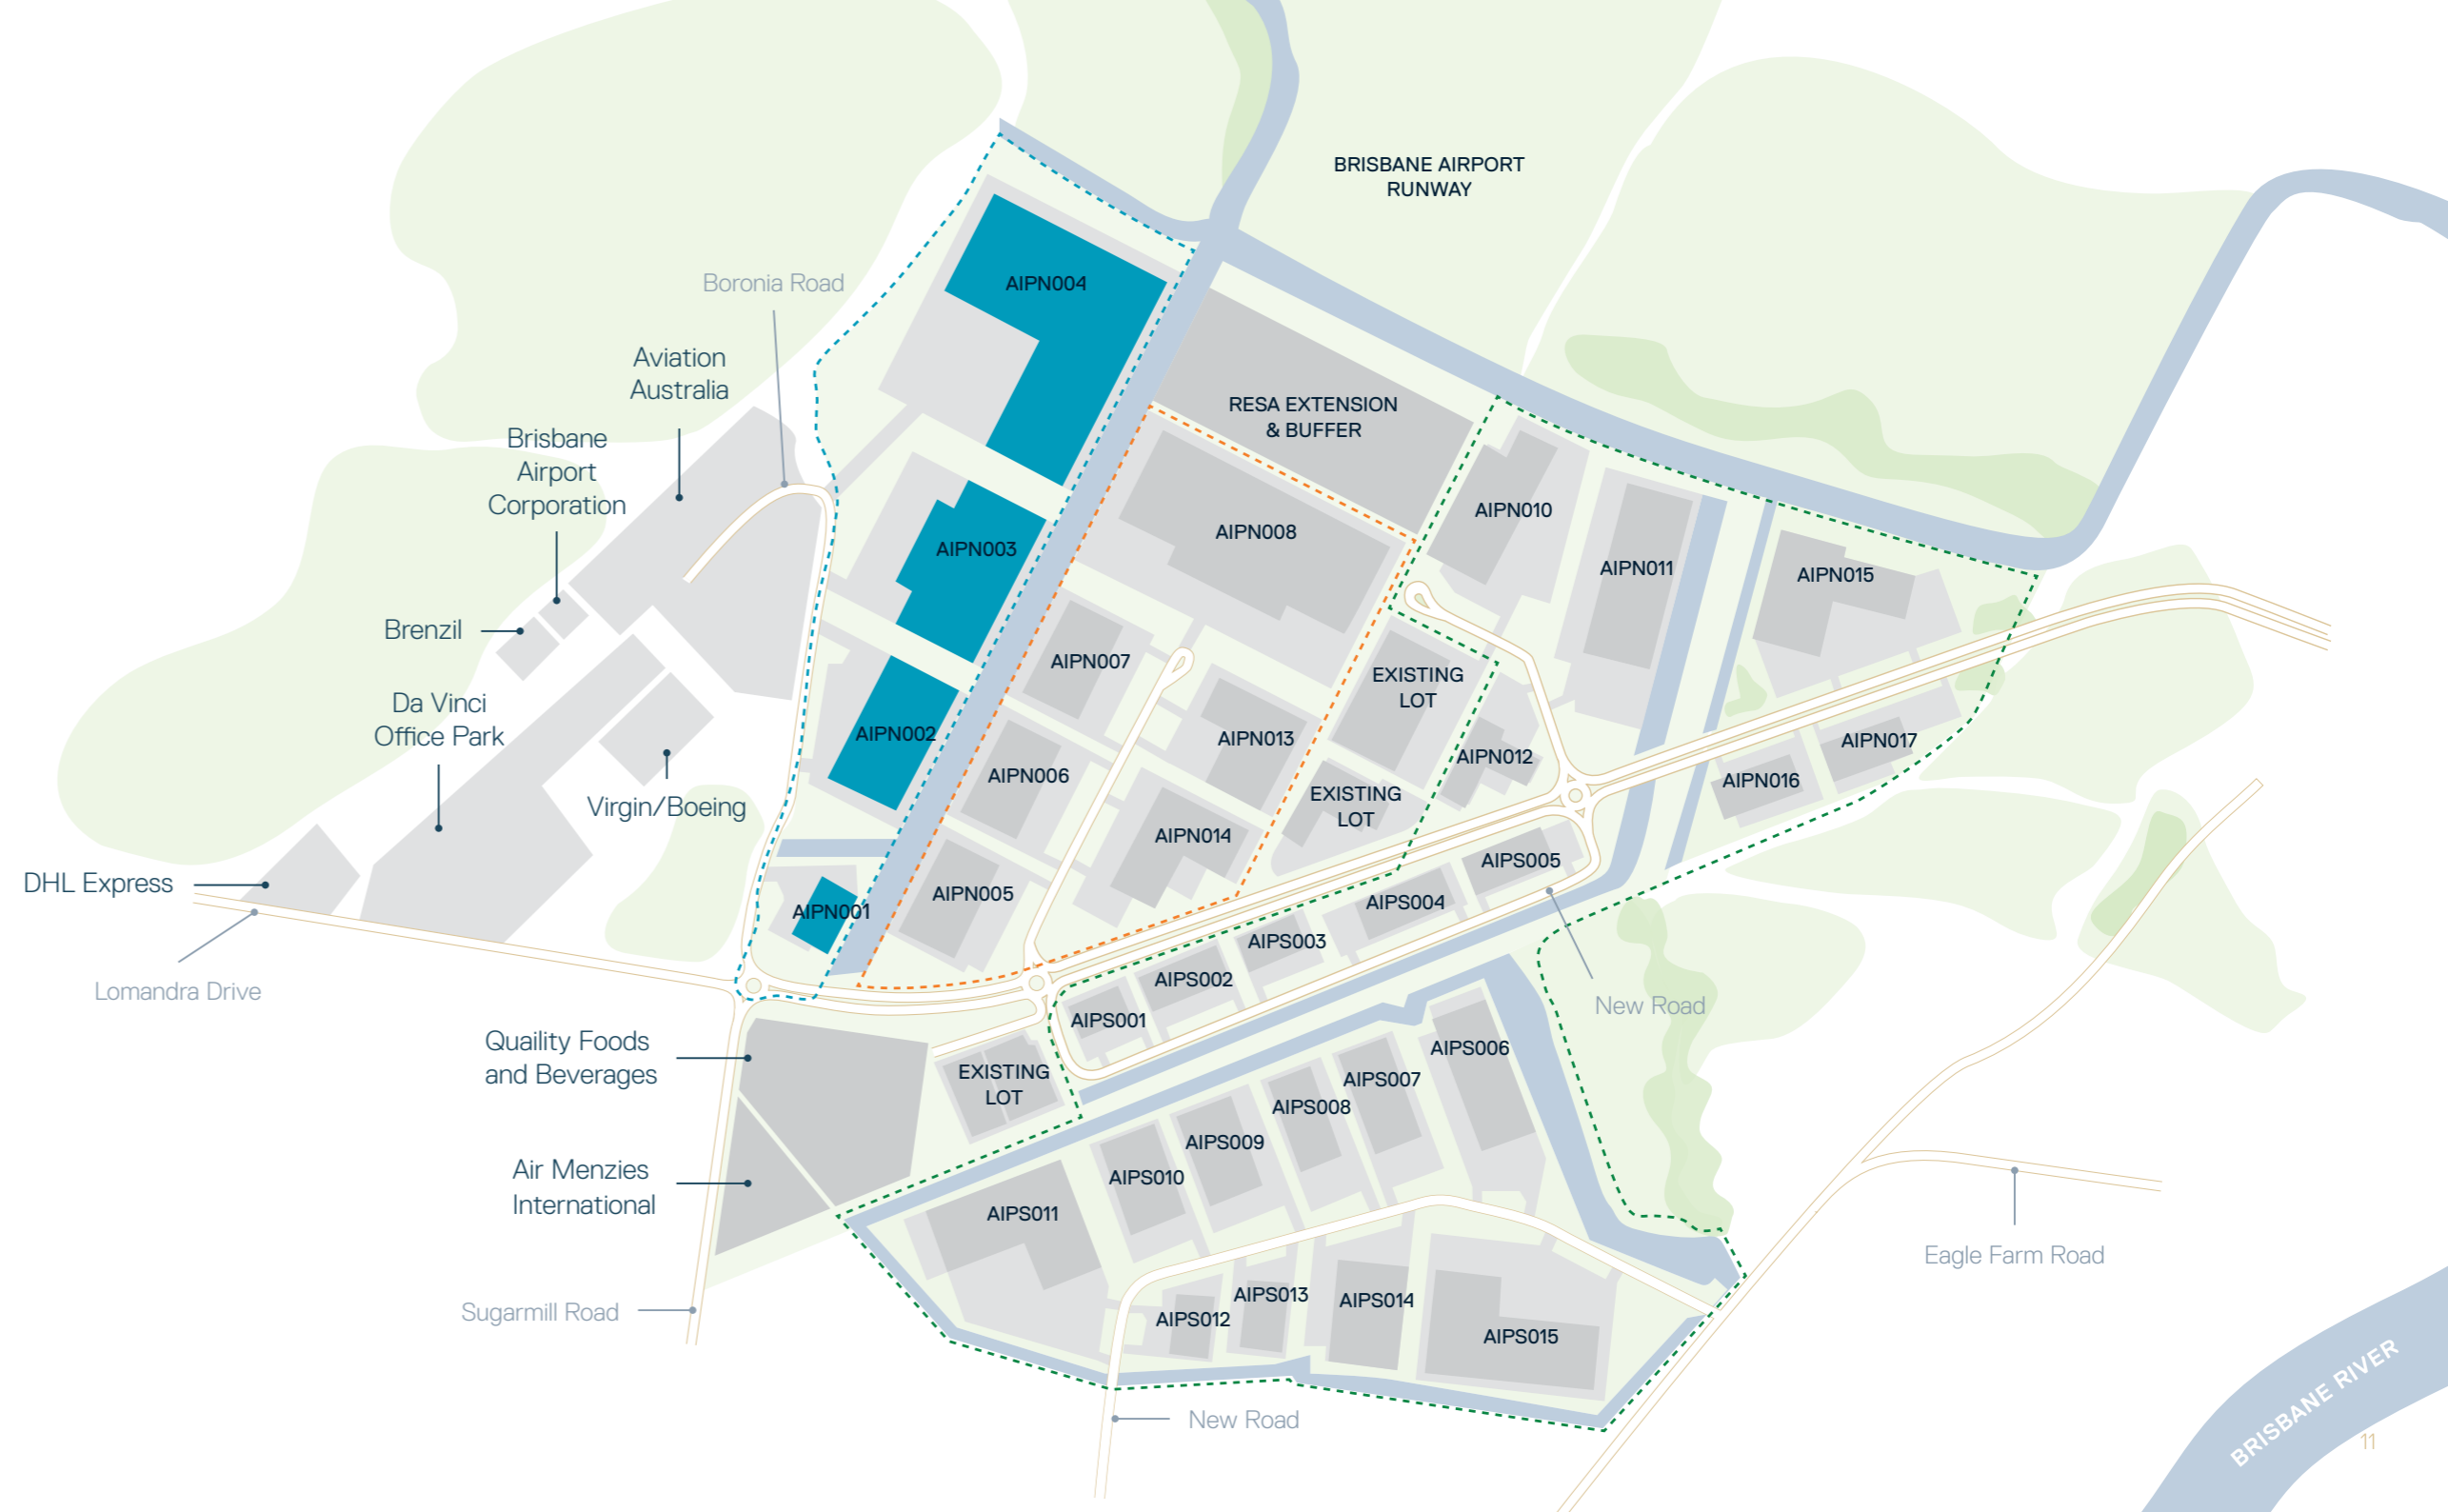 BRISBANE AIRPORT
RUNWAY
AIPN004
Boronia Road
Aviation
Australia
RESA EXTENSION
& BUFFER
Brisbane
Airport
Corporation
AIPN010
AIPN008
AIPN003
AIPN011
AIPN015
Brenzil
AIPN007
EXISTING
LOT
Da Vinci
Office Park
AIPN002
AIPN013
AIPN017
AIPN012
AIPN006
AIPN016
EXISTING
LOT
Virgin/Boeing
AIPN014
AIPS005
DHL Express
AIPN005
AIPS004
AIPN001
AIPS003
AIPS002
Lomandra Drive
New Road
AIPS001
Quaility Foods
and Beverages
AIPS006
EXISTING
LOT
AIPS007
AIPS008
AIPS009
Air Menzies
International
AIPS010
AIPS011
Eagle Farm Road
AIPS013
AIPS014
Sugarmill Road
AIPS012
AIPS015
BRISBANE RIVER
New Road
11